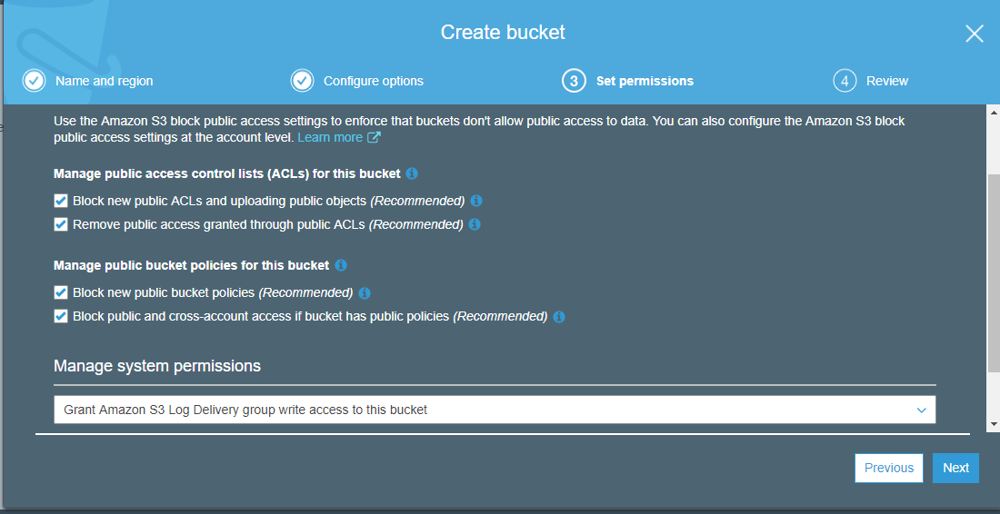 Create bucket
Name and region
Configure options
3 Set permissions
4 Review
Use the Amazon S3 block public access settings to enforce that buckets don't allow public access to data. You can also configure the Amazon S3 block
public access settings at the account level. Learn more
Manage public access control lists (ACLs) for this bucket
Block new public ACLs and uploading public objects (Recommended)
Remove public access granted through public ACLs (Recommended)
Manage public bucket policies for this bucket
Block new public bucket policies (Recommended)
Block public and cross-account access if bucket has public policies (Recommended)
Manage system permissions
Grant Amazon S3 Log Delivery group write access to this bucket
Previous
Next